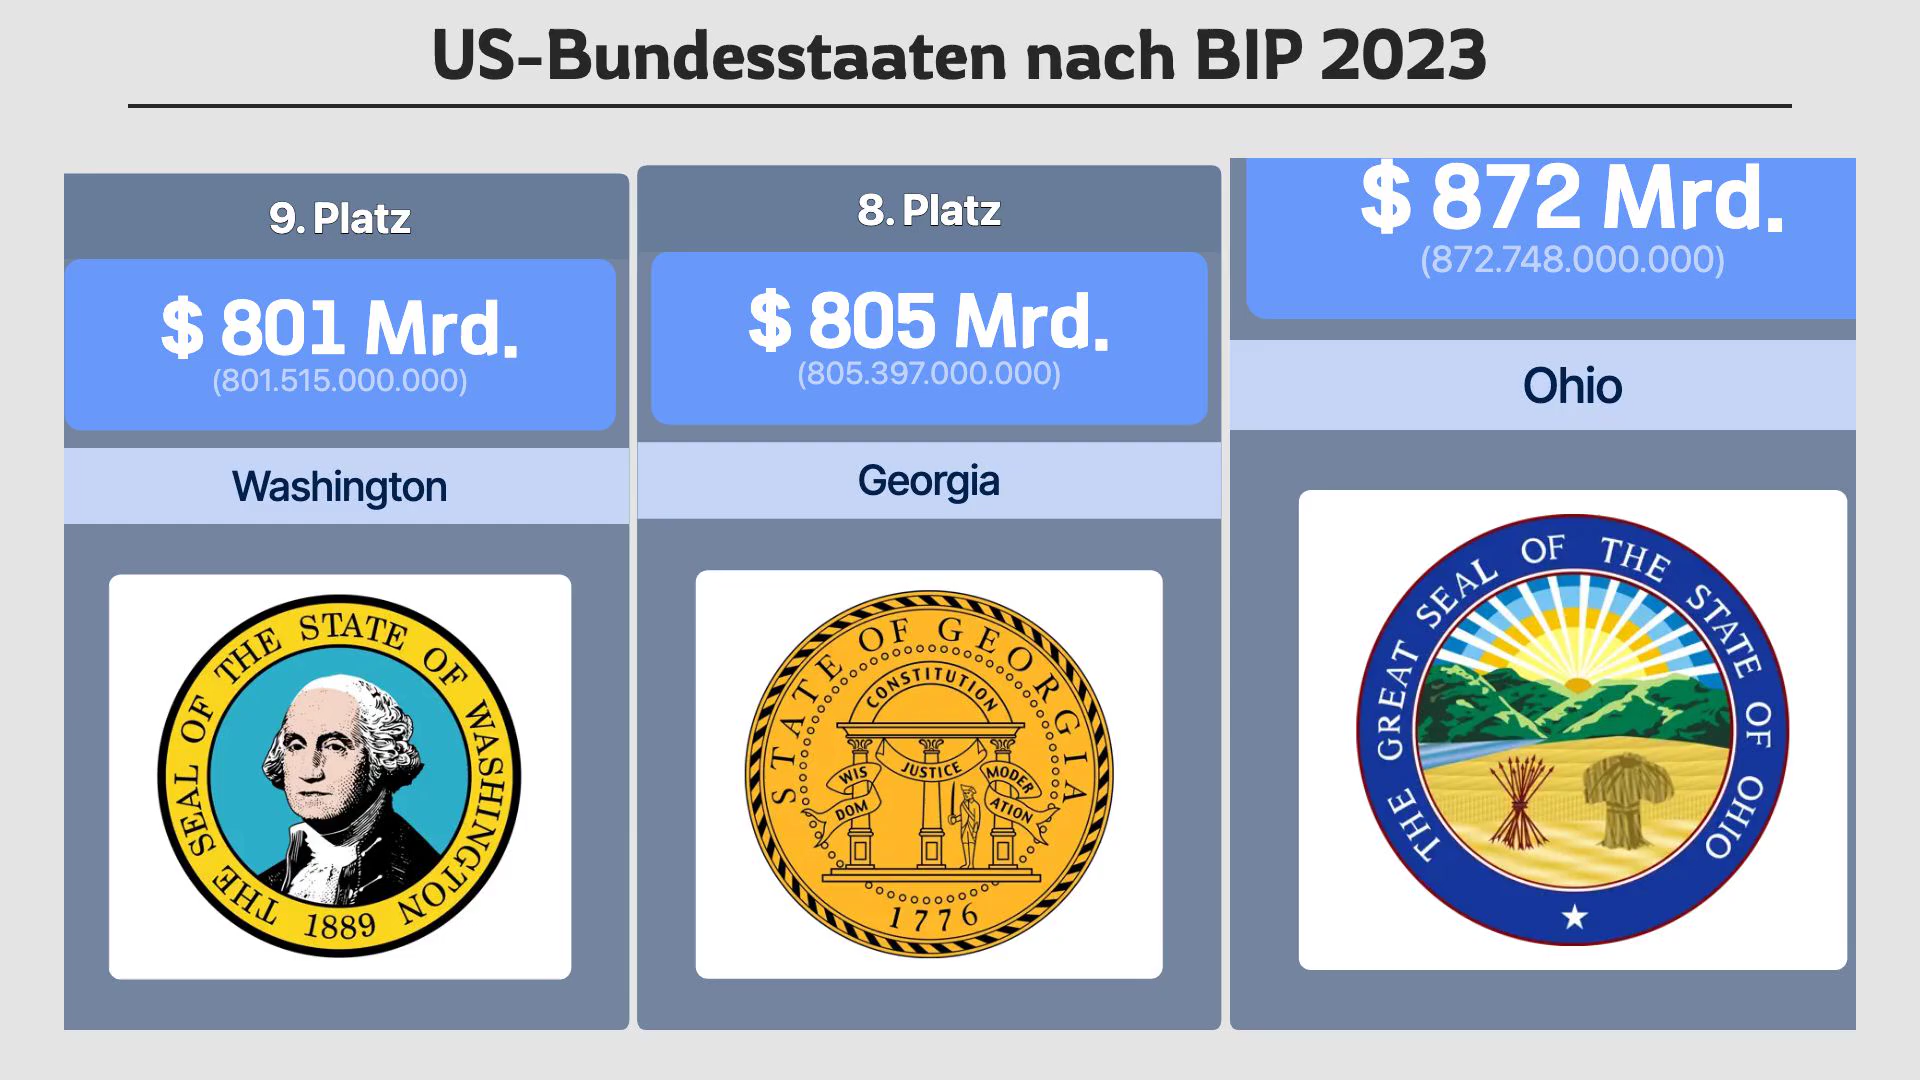 US-Bundesstaaten nach BIP 2023
9. Platz
$ 801 Mrd.
(801.515.000.000)
Washington
THE SEAL OF THE STATE OF WASHINGTON
1889
8. Platz
$ 805 Mrd.
(805.397.000.000)
Georgia
STATE OF GEORGIA
CONSTITUTION
WIS
DOM
JUSTICE
MODER
ATION
1776
$ 872 Mrd.
(872.748.000.000)
Ohio
THE GREAT SEAL OF THE STATE OF OHIO